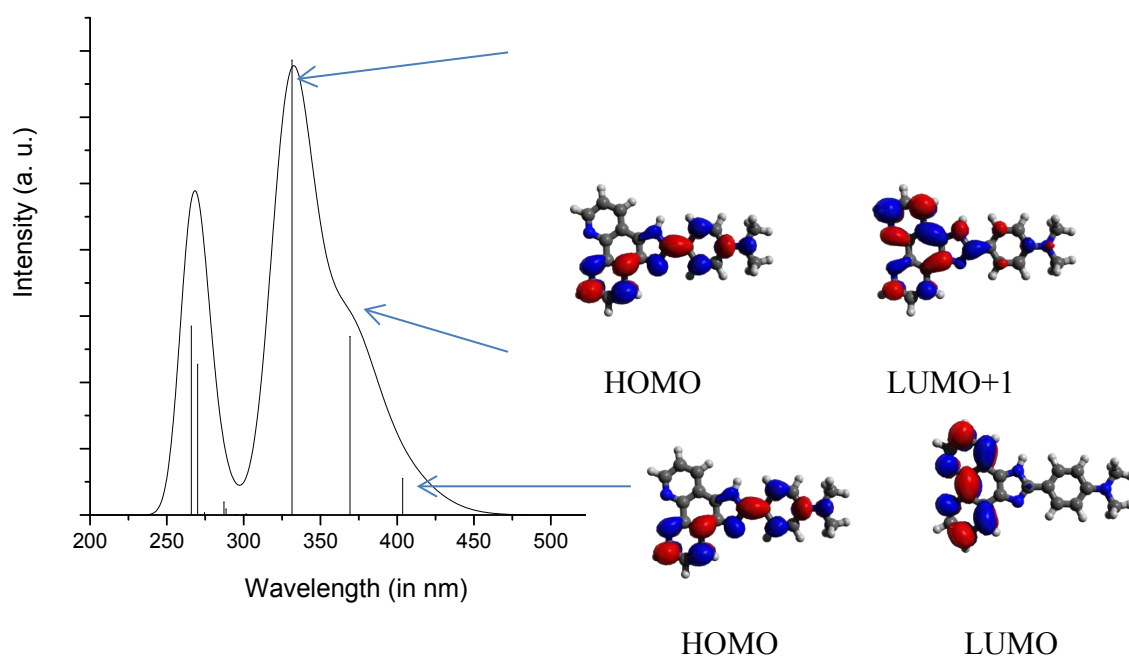 Intensity (a. u.)
HOMO
LUMO+1
200
250
300
350
400
450
500
Wavelength (in nm)
HOMO
LUMO